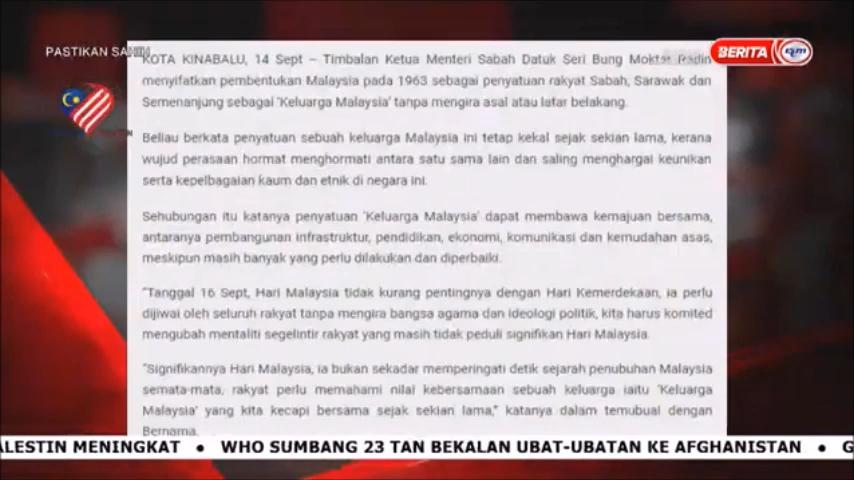 PASTIKAN SAHIH
BERITA
KOTA KINABALU, 14 Sept – Timbalan Ketua Menteri Sabah Datuk Seri Bung Moktar Radin
menyifatkan pembentukan Malaysia pada 1963 sebagai penyatuan rakyat Sabah, Sarawak dan
Semenanjung sebagai 'Keluarga Malaysia' tanpa mengira asal atau latar belakang.
Beliau berkata penyatuan sebuah keluarga Malaysia ini tetap kekal sejak sekian lama, kerana
wujud perasaan hormat menghormati antara satu sama lain dan saling menghargai keunikan
serta kepelbagaian kaum dan etnik di negara ini.
Sehubungan itu katanya penyatuan 'Keluarga Malaysia' dapat membawa kemajuan bersama,
antaranya pembangunan infrastruktur, pendidikan, ekonomi, komunikasi dan kemudahan asas,
meskipun masih banyak yang perlu dilakukan dan diperbaiki.
"Tanggal 16 Sept, Hari Malaysia tidak kurang pentingnya dengan Hari Kemerdekaan, ia perlu
dijiwai oleh seluruh rakyat tanpa mengira bangsa agama dan ideologi politik, kita harus komited
mengubah mentaliti segelintir rakyat yang masih tidak peduli signifikan Hari Malaysia.
"Signifikannya Hari Malaysia, ia bukan sekadar memperingati detik sejarah penubuhan Malaysia
semata-mata, rakyat perlu memahami nilai kebersamaan sebuah keluarga iaitu 'Keluarga
Malaysia' yang kita kecapi bersama sejak sekian lama," katanya dalam temubual dengan
Bernama.
ALESTIN MENINGKAT • WHO SUMBANG 23 TAN BEKALAN UBAT-UBATAN KE AFGHANISTAN • G